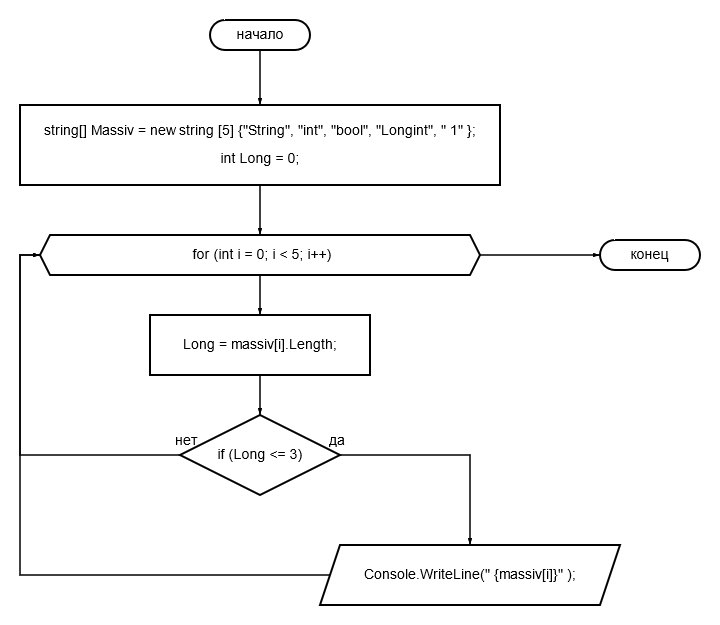 начало
string[] Massiv = new string [5] {"String", "int", "bool", "Longint", " 1" };
int Long = 0;
for (int i = 0; i < 5; i++)
конец
Long = massiv[i].Length;
нет
да
if (Long <= 3)
Console.WriteLine(" {massiv[i]}" );